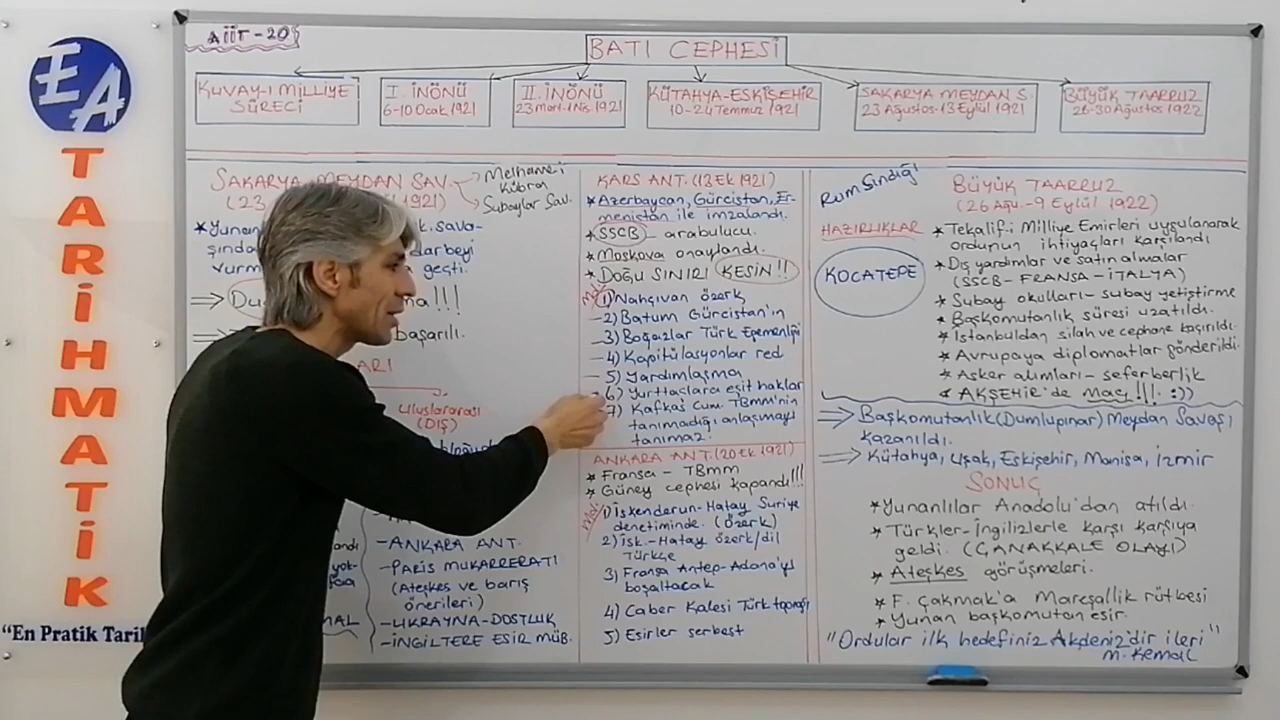 EA
TARİHMATİK
"En Pratik Tarih
AİİT-20
BATI CEPHESİ
KUVAY-I MİLLİYE
SÜRECİ
I. İNÖNÜ
6-10 Ocak 1921
II. İNÖNÜ
23 Mart-1 Nis. 1921
KÜTAHYA-ESKİŞEHİR
10-24 Temmuz 1921
SAKARYA MEYDAN S.
23 Ağustos-13 Eylül 1921
BÜYÜK TAARRUZ
26-30 Ağustos 1922
SAKARYA MEYDAN SAV.
(23 1921)
Melhame-i
Kübra
Subaylar Sav.
*Yunan k sava-
şında darbeyi
vurm geçti.
Du ma!!!
başarılı.
ARI
Uluslararası
(DIŞ)
-ANKARA ANT.
-PARİS MUKARRERATI
(Ateşkes ve barış
önerileri)
-UKRAYNA-DOSTLUK
-İNGİLTERE ESİR MÜB.
KARS ANT. (13 Ek 1921)
* Azerbaycan, Gürcistan, Er-
menistan ile imzalandı.
* SSCB - arabulucu.
* Moskova onaylandı.
* Doğu SINIRI KESİN!!
1) Nahçıvan özerk
2) Batum Gürcistan'ın
3) Boğazlar Türk Egemenliği
4) Kapitülasyonlar red
5) Yardımlaşma
6) Yurttaşlara eşit haklar
7) Kafkas cum. TBMM'nin
tanımadığı anlaşmayı
tanımaz.
ANKARA ANT. (20 Ek 1921)
* Fransa - TBMM
* Güney cephesi kapandı!!!
1) İskenderun-Hatay Suriye
denetiminde. (Özerk)
2) İsk.-Hatay özerk/dil
Türkçe
3) Fransa Antep-Adana'yı
boşaltacak
4) Caber Kalesi Türk toprağı
5) Esirler serbest
Rum Sındığı
BÜYÜK TAARRUZ
(26 Ağu.-9 Eylül 1922)
HAZIRLIKLAR
KOCATEPE
* Tekalif-i Milliye Emirleri uygulanarak
ordunun ihtiyaçları karşılandı
* Dış yardımlar ve satın almalar
(SSCB-FRANSA-İTALYA)
* Subay okulları-subay yetiştirme
* Başkomutanlık süresi uzatıldı.
* İstanbuldan silah ve cephane kaçırıldı.
* Avrupaya diplomatlar gönderildi.
* Asker alımları-seferberlik
* AKŞEHİR'de maç!!! :))
Başkomutanlık (Dumlupınar) Meydan Savaşı
kazanıldı.
Kütahya, Uşak, Eskişehir, Manisa, İzmir
SONUÇ
* Yunanlılar Anadolu'dan atıldı.
* Türkler-İngilizlerle karşı karşıya
geldi. (ÇANAKKALE OLAYI)
* Ateşkes görüşmeleri.
* F. Çakmak'a Mareşallik rütbesi
* Yunan başkomutan esir.
"Ordular ilk hedefiniz Akdeniz'dir ileri"
M. Kemal